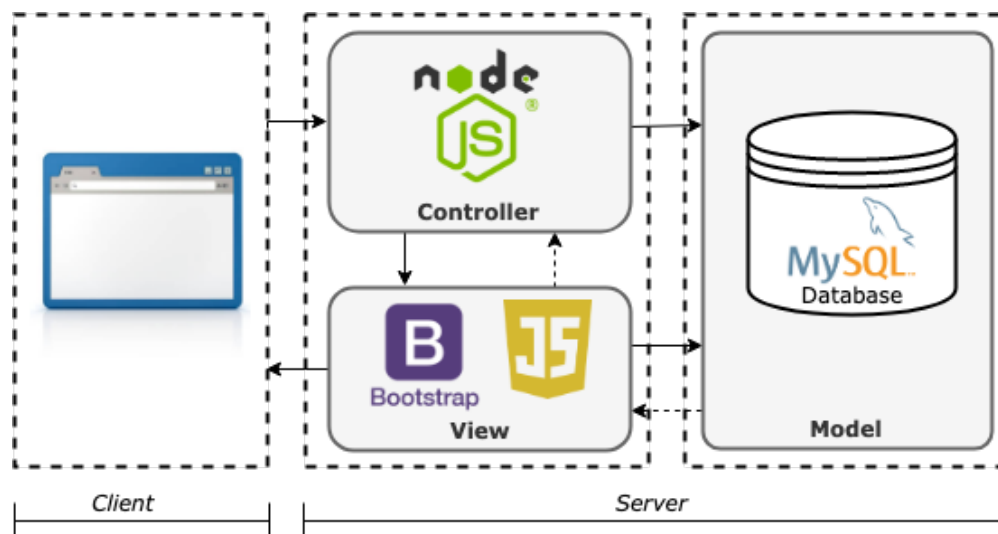 node
JS
®
Controller
B
Bootstrap
JS
View
MySQL
Database
Model
Client
Server